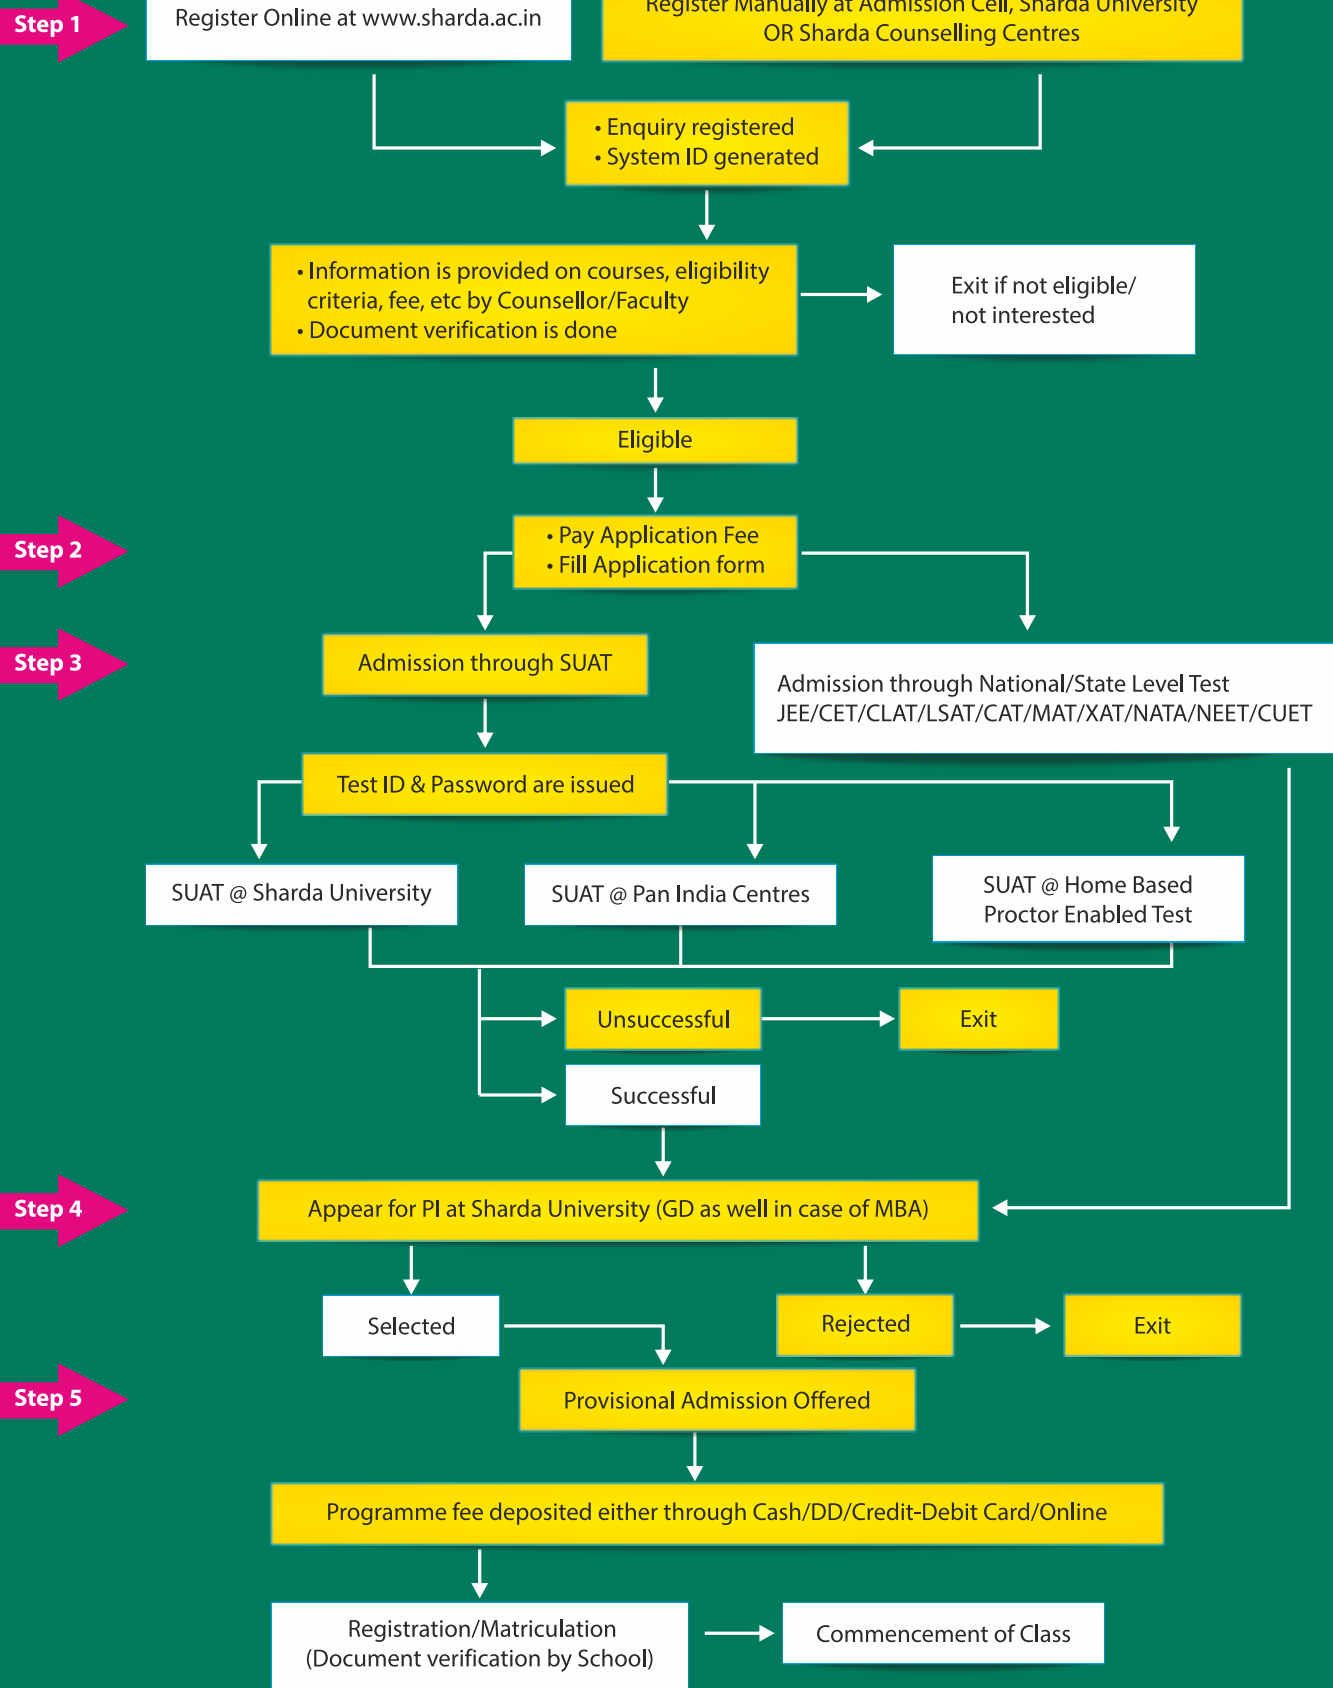 Step 1
Register Online at www.sharda.ac.in
Register Manually at Admission Cell, Sharda University
OR Sharda Counselling Centres
• Enquiry registered
• System ID generated
• Information is provided on courses, eligibility
criteria, fee, etc by Counsellor/Faculty
• Document verification is done
Exit if not eligible/
not interested
Eligible
Step 2
• Pay Application Fee
• Fill Application form
Step 3
Admission through SUAT
Admission through National/State Level Test
JEE/CET/CLAT/LSAT/CAT/MAT/XAT/NATA/NEET/CUET
Test ID & Password are issued
SUAT @ Sharda University
SUAT @ Pan India Centres
SUAT @ Home Based
Proctor Enabled Test
Unsuccessful
Exit
Successful
Step 4
Appear for PI at Sharda University (GD as well in case of MBA)
Selected
Rejected
Exit
Step 5
Provisional Admission Offered
Programme fee deposited either through Cash/DD/Credit-Debit Card/Online
Registration/Matriculation
(Document verification by School)
Commencement of Class